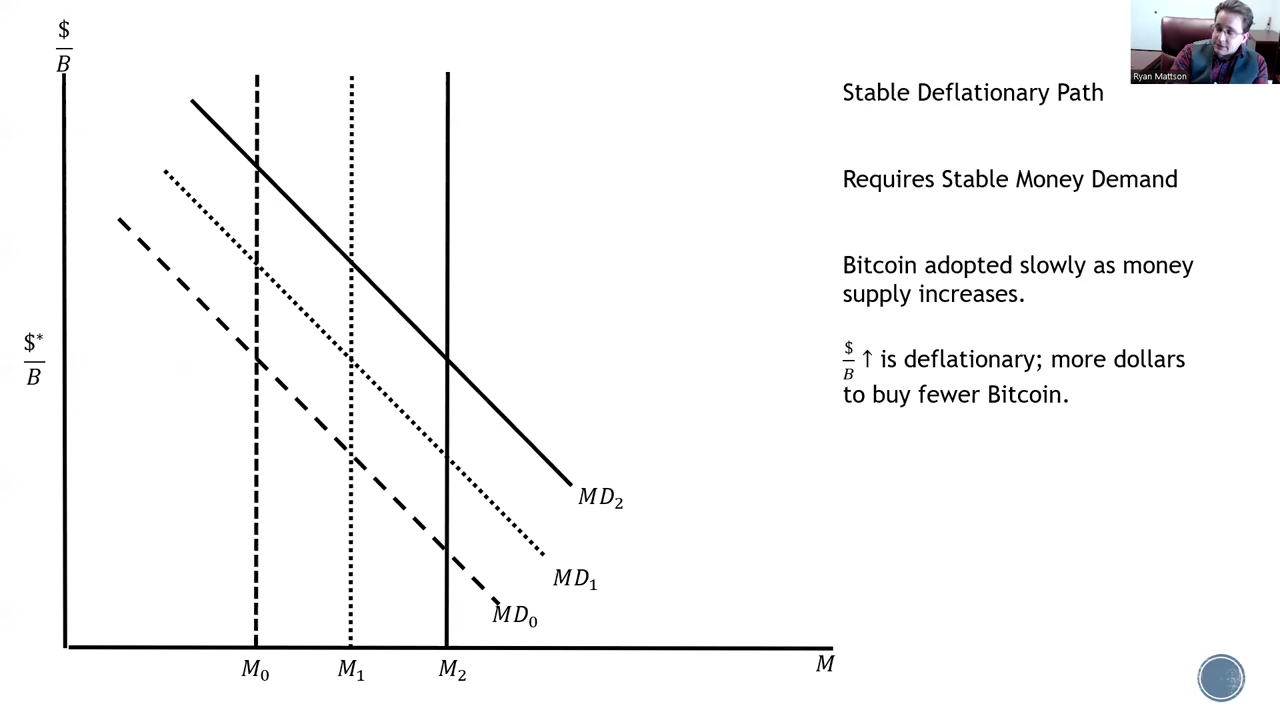 $
B
Ryan Mattson
Stable Deflationary Path
Requires Stable Money Demand
Bitcoin adopted slowly as money
supply increases.
$/B ↑ is deflationary; more dollars
to buy fewer Bitcoin.
$*
B
MD₂
MD₁
MD₀
M₀ M₁ M₂ M